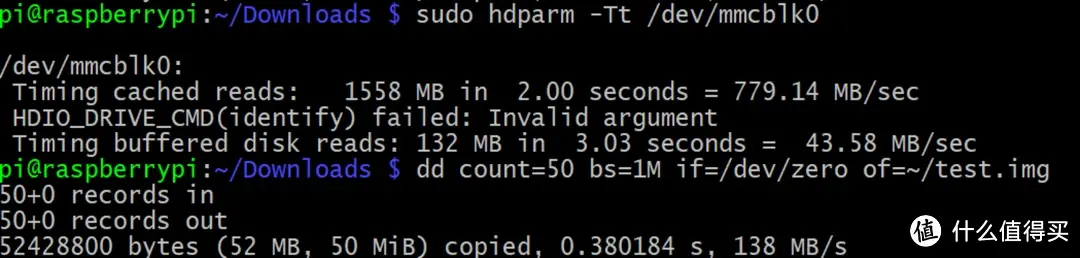 pi@raspberrypi:~/Downloads $ sudo hdparm -Tt /dev/mmcblk0
/dev/mmcblk0:
Timing cached reads:   1558 MB in  2.00 seconds = 779.14 MB/sec
HDIO_DRIVE_CMD(identify) failed: Invalid argument
Timing buffered disk reads: 132 MB in  3.03 seconds =  43.58 MB/sec
pi@raspberrypi:~/Downloads $ dd count=50 bs=1M if=/dev/zero of=~/test.img
50+0 records in
50+0 records out
52428800 bytes (52 MB, 50 MiB) copied, 0.380184 s, 138 MB/s
值 什么值得买